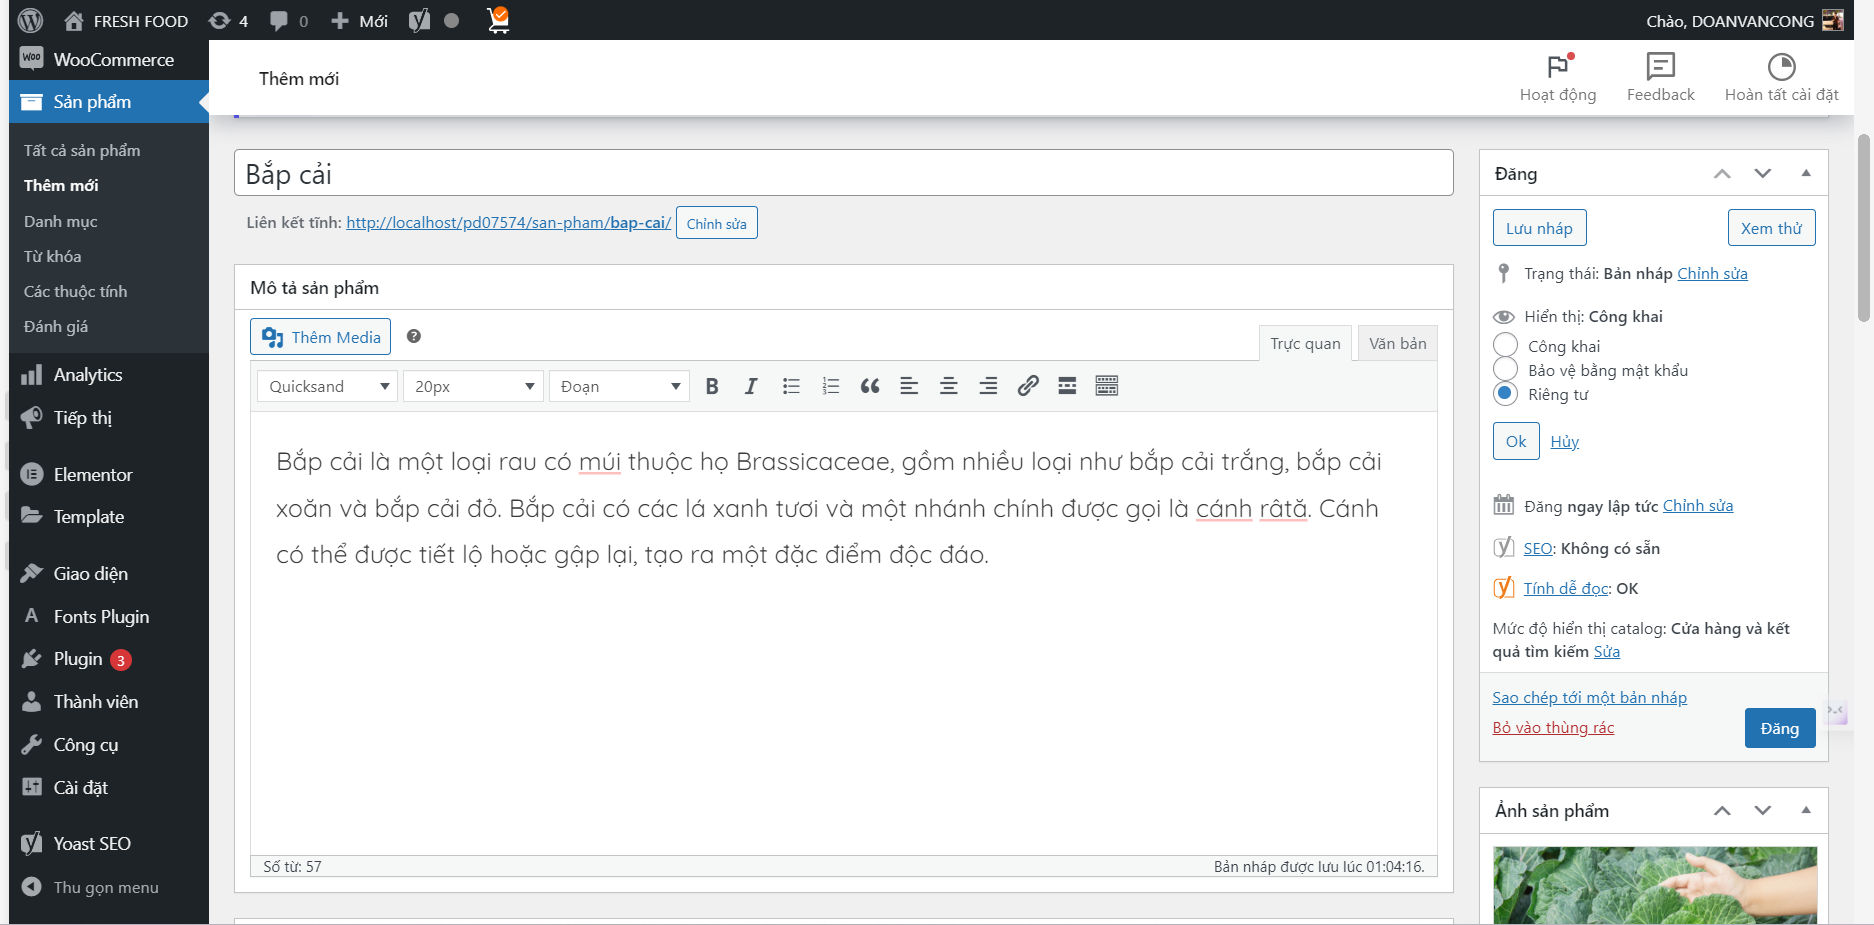 FRESH FOOD
4
0
Mới
Chào, DOANVANCONG
WooCommerce
Sản phẩm
Tất cả sản phẩm
Thêm mới
Danh mục
Từ khóa
Các thuộc tính
Đánh giá
Analytics
Tiếp thị
Elementor
Template
Giao diện
Fonts Plugin
Plugin 3
Thành viên
Công cụ
Cài đặt
Yoast SEO
Thu gọn menu
Thêm mới
Hoạt động
Feedback
Hoàn tất cài đặt
Bắp cải
Liên kết tĩnh: http://localhost/pd07574/san-pham/bap-cai/ Chỉnh sửa
Mô tả sản phẩm
Thêm Media
Trực quan
Văn bản
Quicksand
20px
Đoạn
Bắp cải là một loại rau có múi thuộc họ Brassicaceae, gồm nhiều loại như bắp cải trắng, bắp cải
xoăn và bắp cải đỏ. Bắp cải có các lá xanh tươi và một nhánh chính được gọi là cánh râtă. Cánh
có thể được tiết lộ hoặc gập lại, tạo ra một đặc điểm độc đáo.
Số từ: 57
Bản nháp được lưu lúc 01:04:16.
Đăng
Lưu nháp
Xem thử
Trạng thái: Bản nháp Chỉnh sửa
Hiển thị: Công khai
Công khai
Bảo vệ bằng mật khẩu
Riêng tư
Ok
Hủy
Đăng ngay lập tức Chỉnh sửa
SEO: Không có sẵn
Tính dễ đọc: OK
Mức độ hiển thị catalog: Cửa hàng và kết
quả tìm kiếm Sửa
Sao chép tới một bản nháp
Bỏ vào thùng rác
Đăng
Ảnh sản phẩm